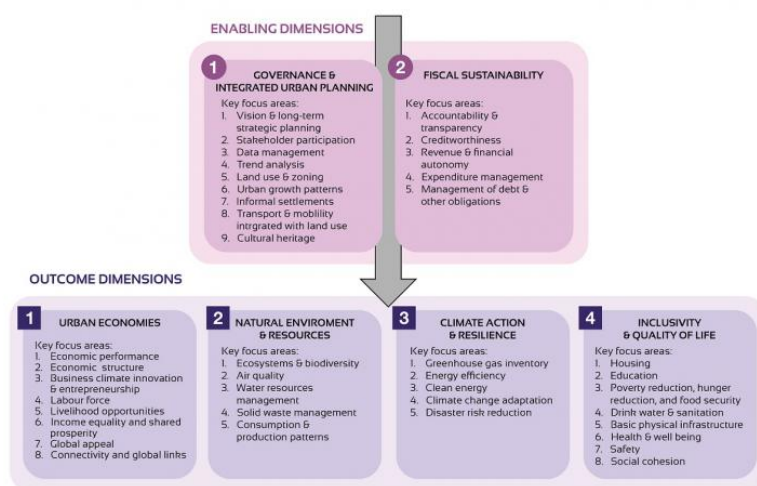 ENABLING DIMENSIONS
1
GOVERNANCE &
INTEGRATED URBAN PLANNING
Key focus areas:
1. Vision & long-term
strategic planning
2. Stakeholder participation
3. Data management
4. Trend analysis
5. Land use & zoning
6. Urban growth patterns
7. Informal settlements
8. Transport & moblility
intrgrated with land use
9. Cultural heritage
2
FISCAL SUSTAINABILITY
Key focus areas:
1. Accountability &
transparency
2. Creditworthiness
3. Revenue & financial
autonomy
4. Expenditure management
5. Management of debt &
other obligations
OUTCOME DIMENSIONS
1
URBAN ECONOMIES
Key focus areas:
1. Economic performance
2. Economic structure
3. Business climate innovation
& entrepreneurship
4. Labour force
5. Livelihood opportunities
6. Income equality and shared
prosperity
7. Global appeal
8. Connectivity and global links
2
NATURAL ENVIROMENT
& RESOURCES
Key focus areas:
1. Ecosystems & biodiversity
2. Air quality
3. Water resources
management
4. Solid waste management
5. Consumption &
production patterns
3
CLIMATE ACTION
& RESILIENCE
Key focus areas:
1. Greenhouse gas inventory
2. Energy efficiency
3. Clean energy
4. Climate change adaptation
5. Disaster risk reduction
4
INCLUSIVITY
& QUALITY OF LIFE
Key focus areas:
1. Housing
2. Education
3. Poverty reduction, hunger
reduction, and food security
4. Drink water & sanitation
5. Basic physical infrastructure
6. Health & well being
7. Safety
8. Social cohesion